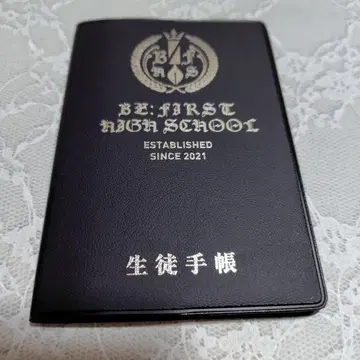 B F
H S
BE:FIRST
HIGH SCHOOL
ESTABLISHED
SINCE 2021
生徒手帳